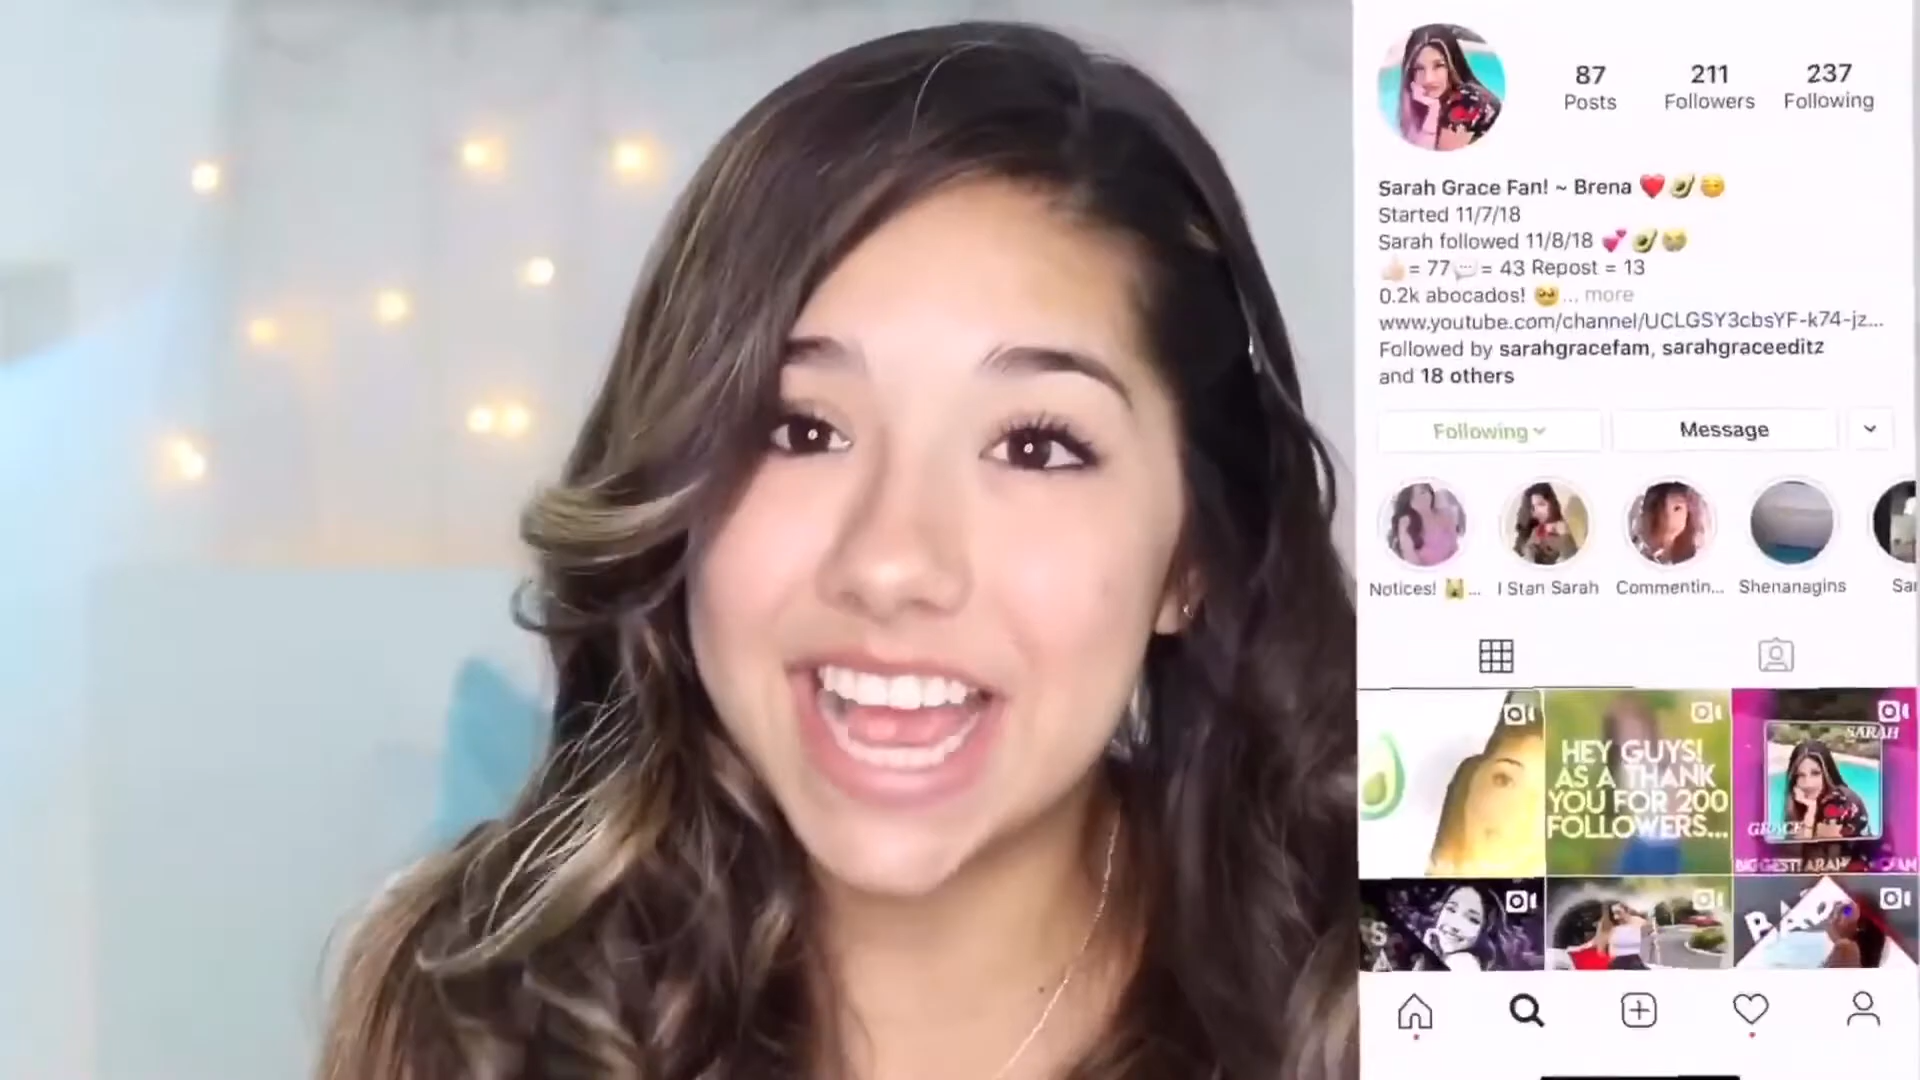 87 211 237
Posts Followers Following
Sarah Grace Fan! ~ Brena ❤️🥑😊
Started 11/7/18
Sarah followed 11/8/18 💕🥑😭
👍🏻= 77💬= 43 Repost = 13
0.2k abocados! 🥺... more
www.youtube.com/channel/UCLGSY3cbsYF-k74-jz...
Followed by sarahgracefam, sarahgraceeditz
and 18 others
Following Message
Notices! 🙀... I Stan Sarah Commentin... Shenanagins
HEY GUYS!
AS A THANK
YOU FOR 200
FOLLOWERS...
SARAH
GRACE
BAD